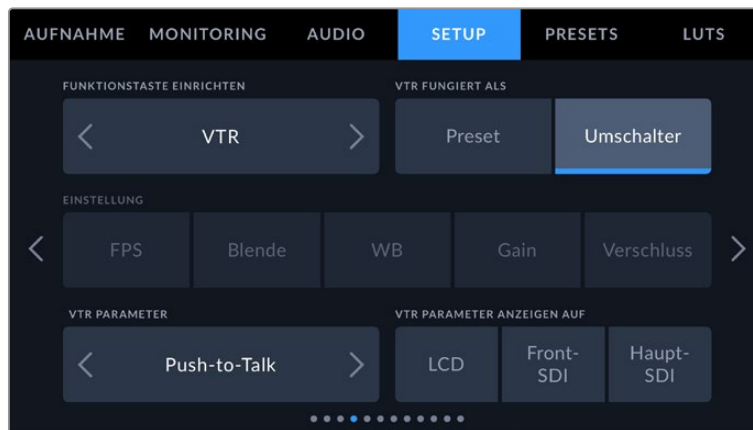 AUFNAHME MONITORING AUDIO SETUP PRESETS LUTS
FUNKTIONSTASTE EINRICHTEN VTR FUNGIERT ALS
VTR Preset Umschalter
EINSTELLUNG
FPS Blende WB Gain Verschluss
VTR PARAMETER VTR PARAMETER ANZEIGEN AUF
Push-to-Talk LCD Front-
SDI Haupt-
SDI